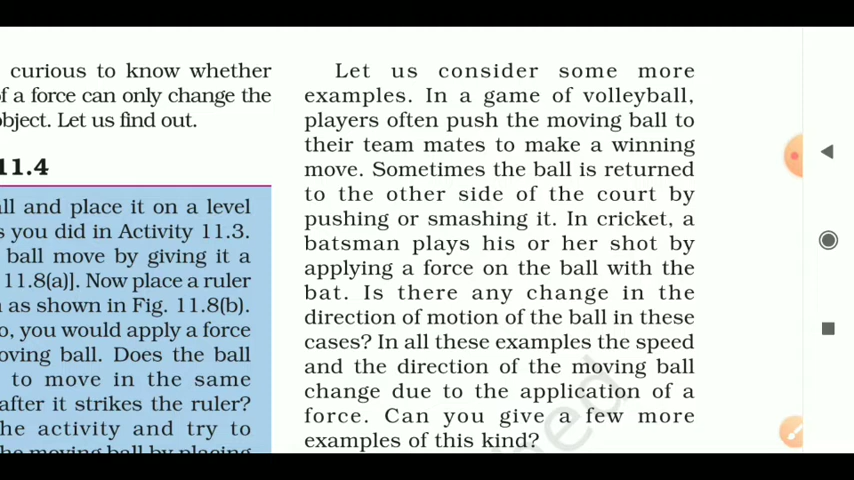 curious to know whether
of a force can only change the
object. Let us find out.
11.4
all and place it on a level
s you did in Activity 11.3.
ball move by giving it a
11.8(a)]. Now place a ruler
as shown in Fig. 11.8(b).
o, you would apply a force
oving ball. Does the ball
to move in the same
after it strikes the ruler?
he activity and try to
he moving ball by placing
Let us consider some more
examples. In a game of volleyball,
players often push the moving ball to
their team mates to make a winning
move. Sometimes the ball is returned
to the other side of the court by
pushing or smashing it. In cricket, a
batsman plays his or her shot by
applying a force on the ball with the
bat. Is there any change in the
direction of motion of the ball in these
cases? In all these examples the speed
and the direction of the moving ball
change due to the application of a
force. Can you give a few more
examples of this kind?